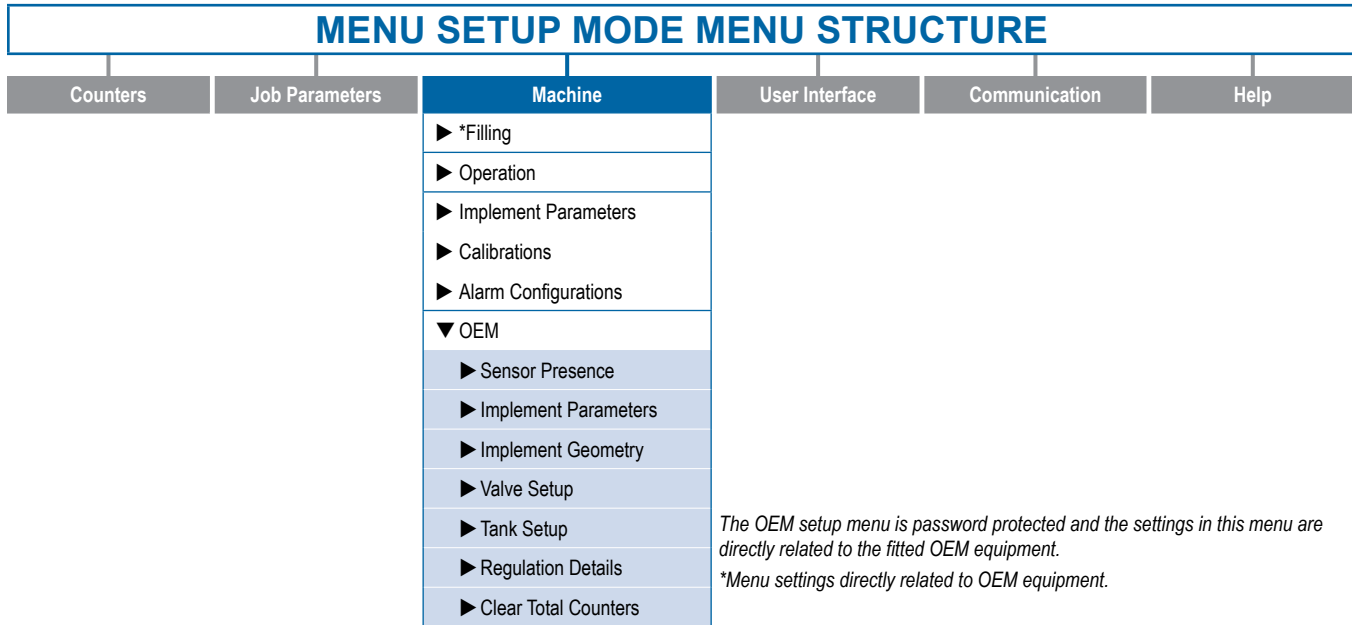 MENU SETUP MODE MENU STRUCTURE
Counters
Job Parameters
Machine
User Interface
Communication
Help
▶ *Filling
▶ Operation
▶ Implement Parameters
▶ Calibrations
▶ Alarm Configurations
▼ OEM
▶ Sensor Presence
▶ Implement Parameters
▶ Implement Geometry
▶ Valve Setup
▶ Tank Setup
▶ Regulation Details
▶ Clear Total Counters
The OEM setup menu is password protected and the settings in this menu are
directly related to the fitted OEM equipment.
*Menu settings directly related to OEM equipment.